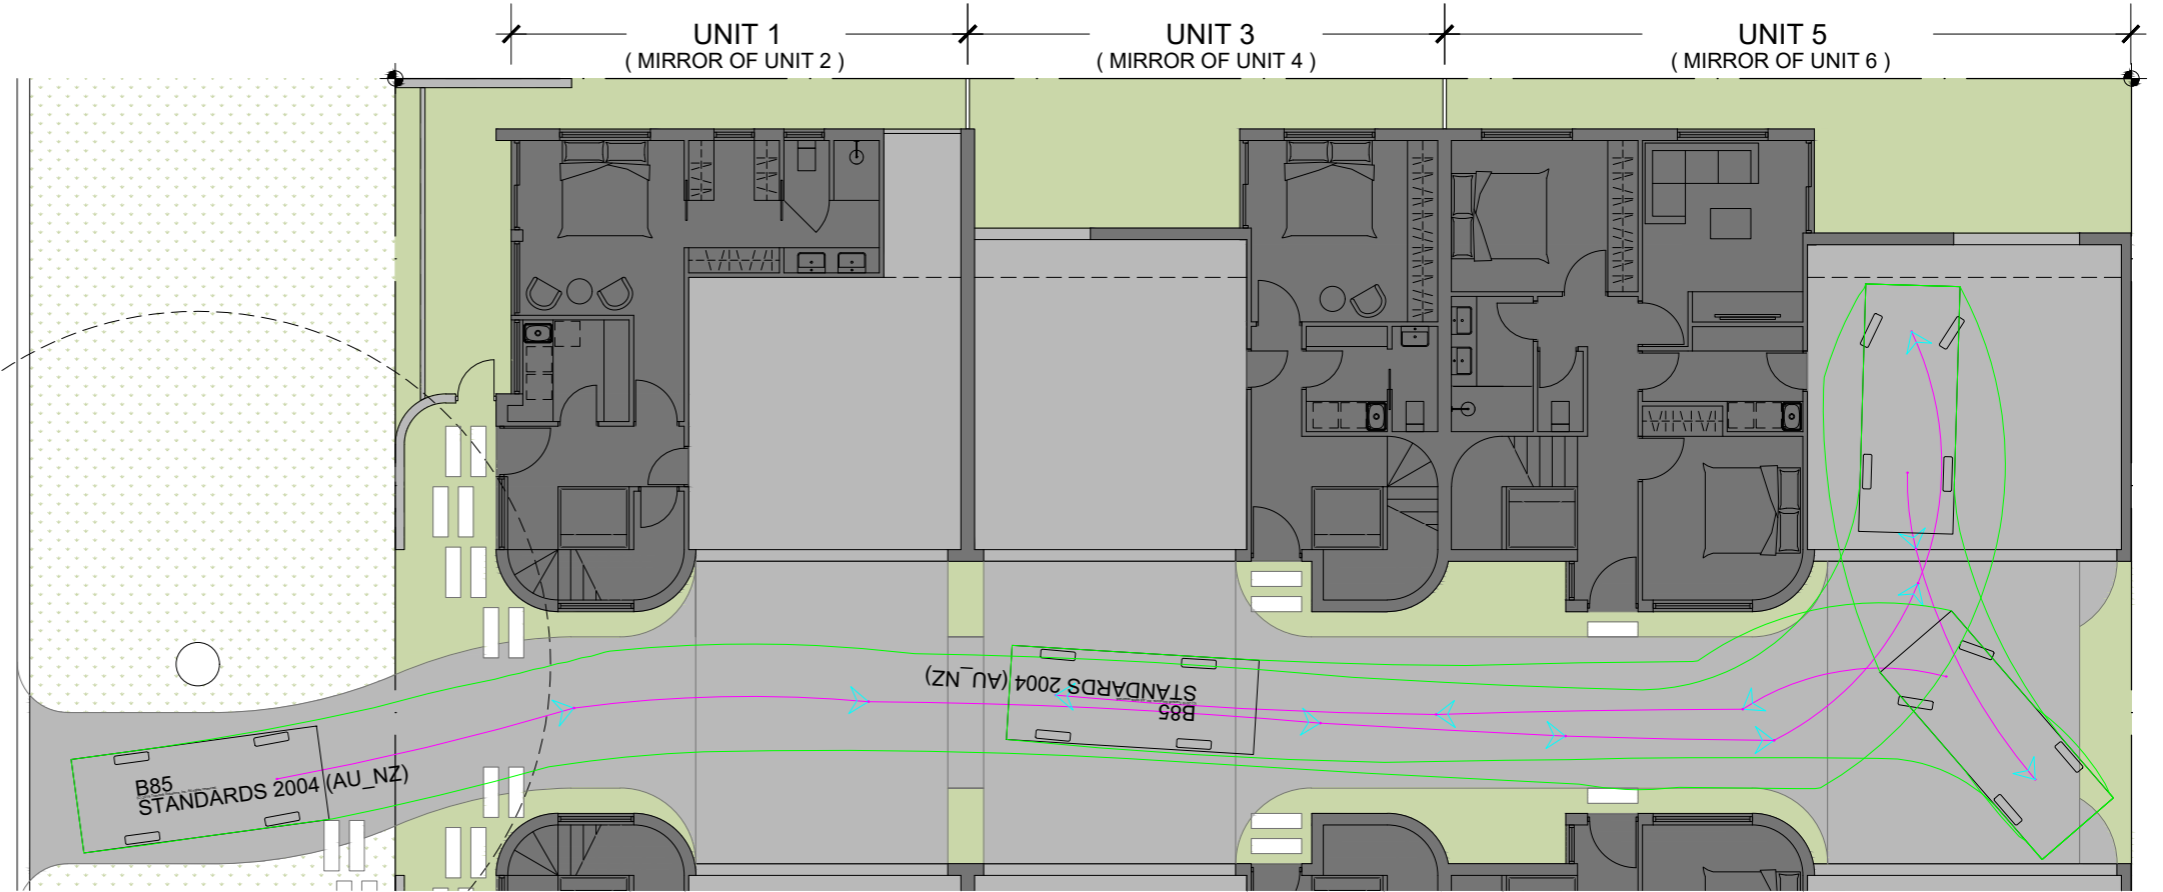 UNIT 1
( MIRROR OF UNIT 2 )
UNIT 3
( MIRROR OF UNIT 4 )
UNIT 5
( MIRROR OF UNIT 6 )
B85
STANDARDS 2004 (AU_NZ)
B85
STANDARDS 2004 (AU_NZ)